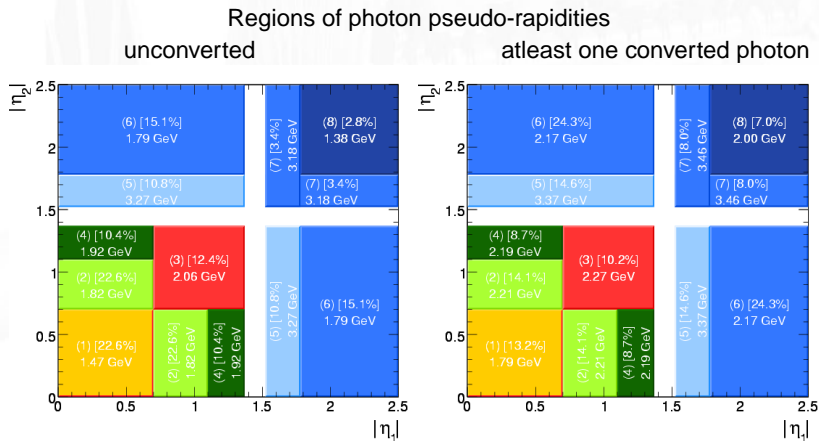 Regions of photon pseudo-rapidities
unconverted
atleast one converted photon
|η₂|
2.5
2
1.5
1
0.5
0
(6) [15.1%]
1.79 GeV
(5) [10.8%]
3.27 GeV
(7) [3.4%]
3.18 GeV
(8) [2.8%]
1.38 GeV
(7) [3.4%]
3.18 GeV
(4) [10.4%]
1.92 GeV
(2) [22.6%]
1.82 GeV
(3) [12.4%]
2.06 GeV
(1) [22.6%]
1.47 GeV
(2) [22.6%]
1.82 GeV
(4) [10.4%]
1.92 GeV
(5) [10.8%]
3.27 GeV
(6) [15.1%]
1.79 GeV
0 0.5 1 1.5 2 2.5
|η₁|
|η₂|
2.5
2
1.5
1
0.5
0
(6) [24.3%]
2.17 GeV
(5) [14.6%]
3.37 GeV
(7) [8.0%]
3.46 GeV
(8) [7.0%]
2.00 GeV
(7) [8.0%]
3.46 GeV
(4) [8.7%]
2.19 GeV
(2) [14.1%]
2.21 GeV
(3) [10.2%]
2.27 GeV
(1) [13.2%]
1.79 GeV
(2) [14.1%]
2.21 GeV
(4) [8.7%]
2.19 GeV
(5) [14.6%]
3.37 GeV
(6) [24.3%]
2.17 GeV
0 0.5 1 1.5 2 2.5
|η₁|